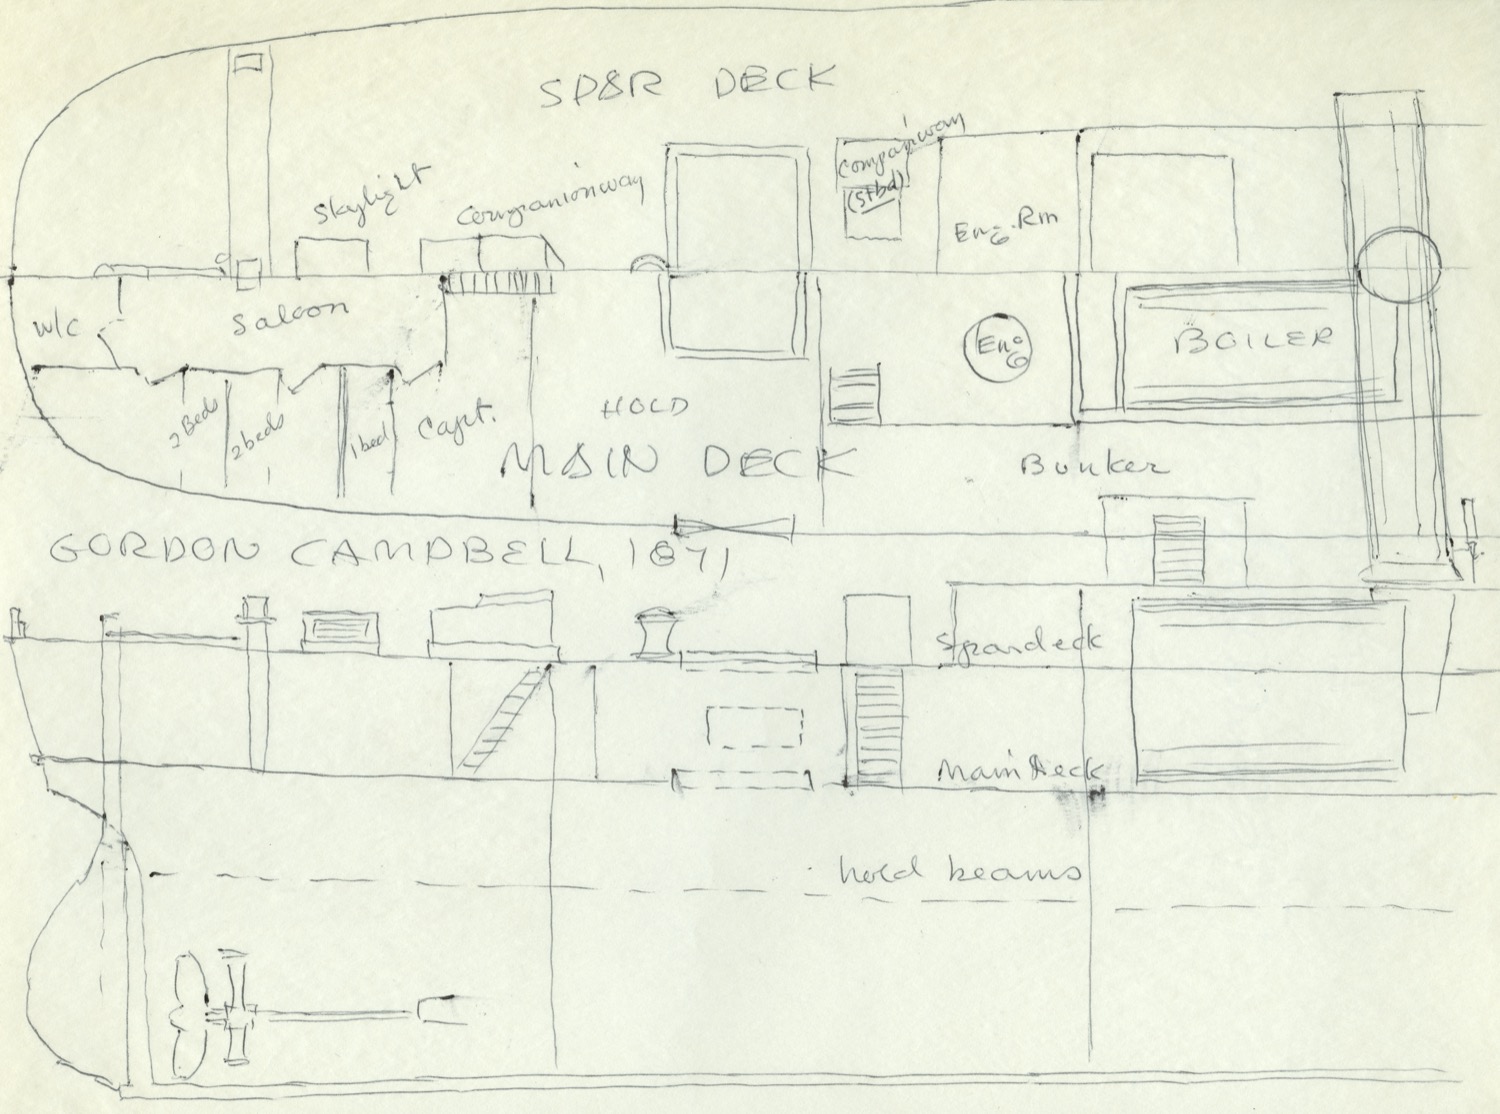 SPAR DECK
Skylight
Companionway
Companionway
(Stbd)
Eng. Rm
W/C
Saloon
Eng
BOILER
2 Beds
2 beds
1 bed
Capt.
HOLD
MAIN DECK
Bunker
GORDON CAMPBELL, 1871
Spardeck
Main deck
hold beams